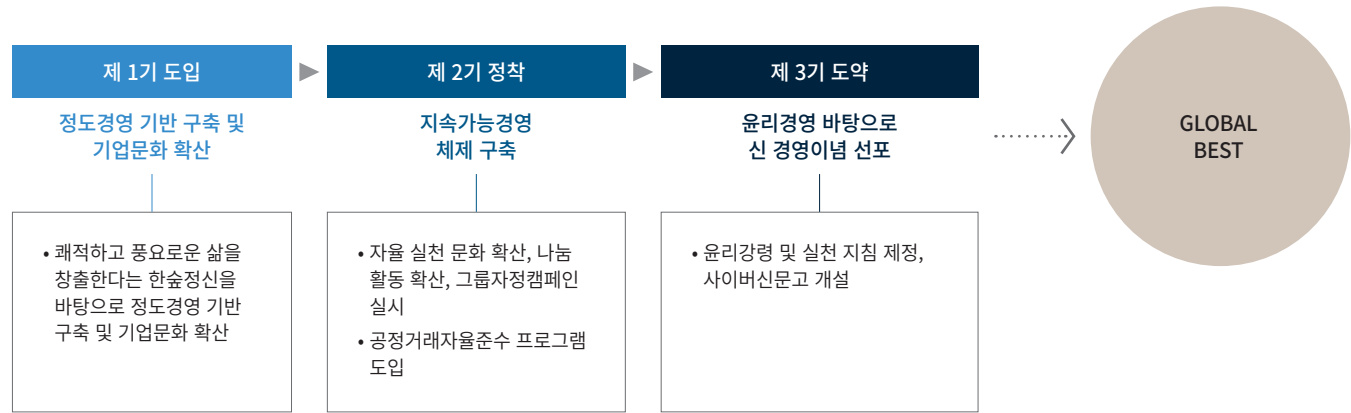 제 1기 도입
정도경영 기반 구축 및
기업문화 확산
• 쾌적하고 풍요로운 삶을
창출한다는 한숲정신을
바탕으로 정도경영 기반
구축 및 기업문화 확산
제 2기 정착
지속가능경영
체제 구축
• 자율 실천 문화 확산, 나눔
활동 확산, 그룹자정캠페인
실시
• 공정거래자율준수 프로그램
도입
제 3기 도약
윤리경영 바탕으로
신 경영이념 선포
• 윤리강령 및 실천 지침 제정,
사이버신문고 개설
GLOBAL
BEST